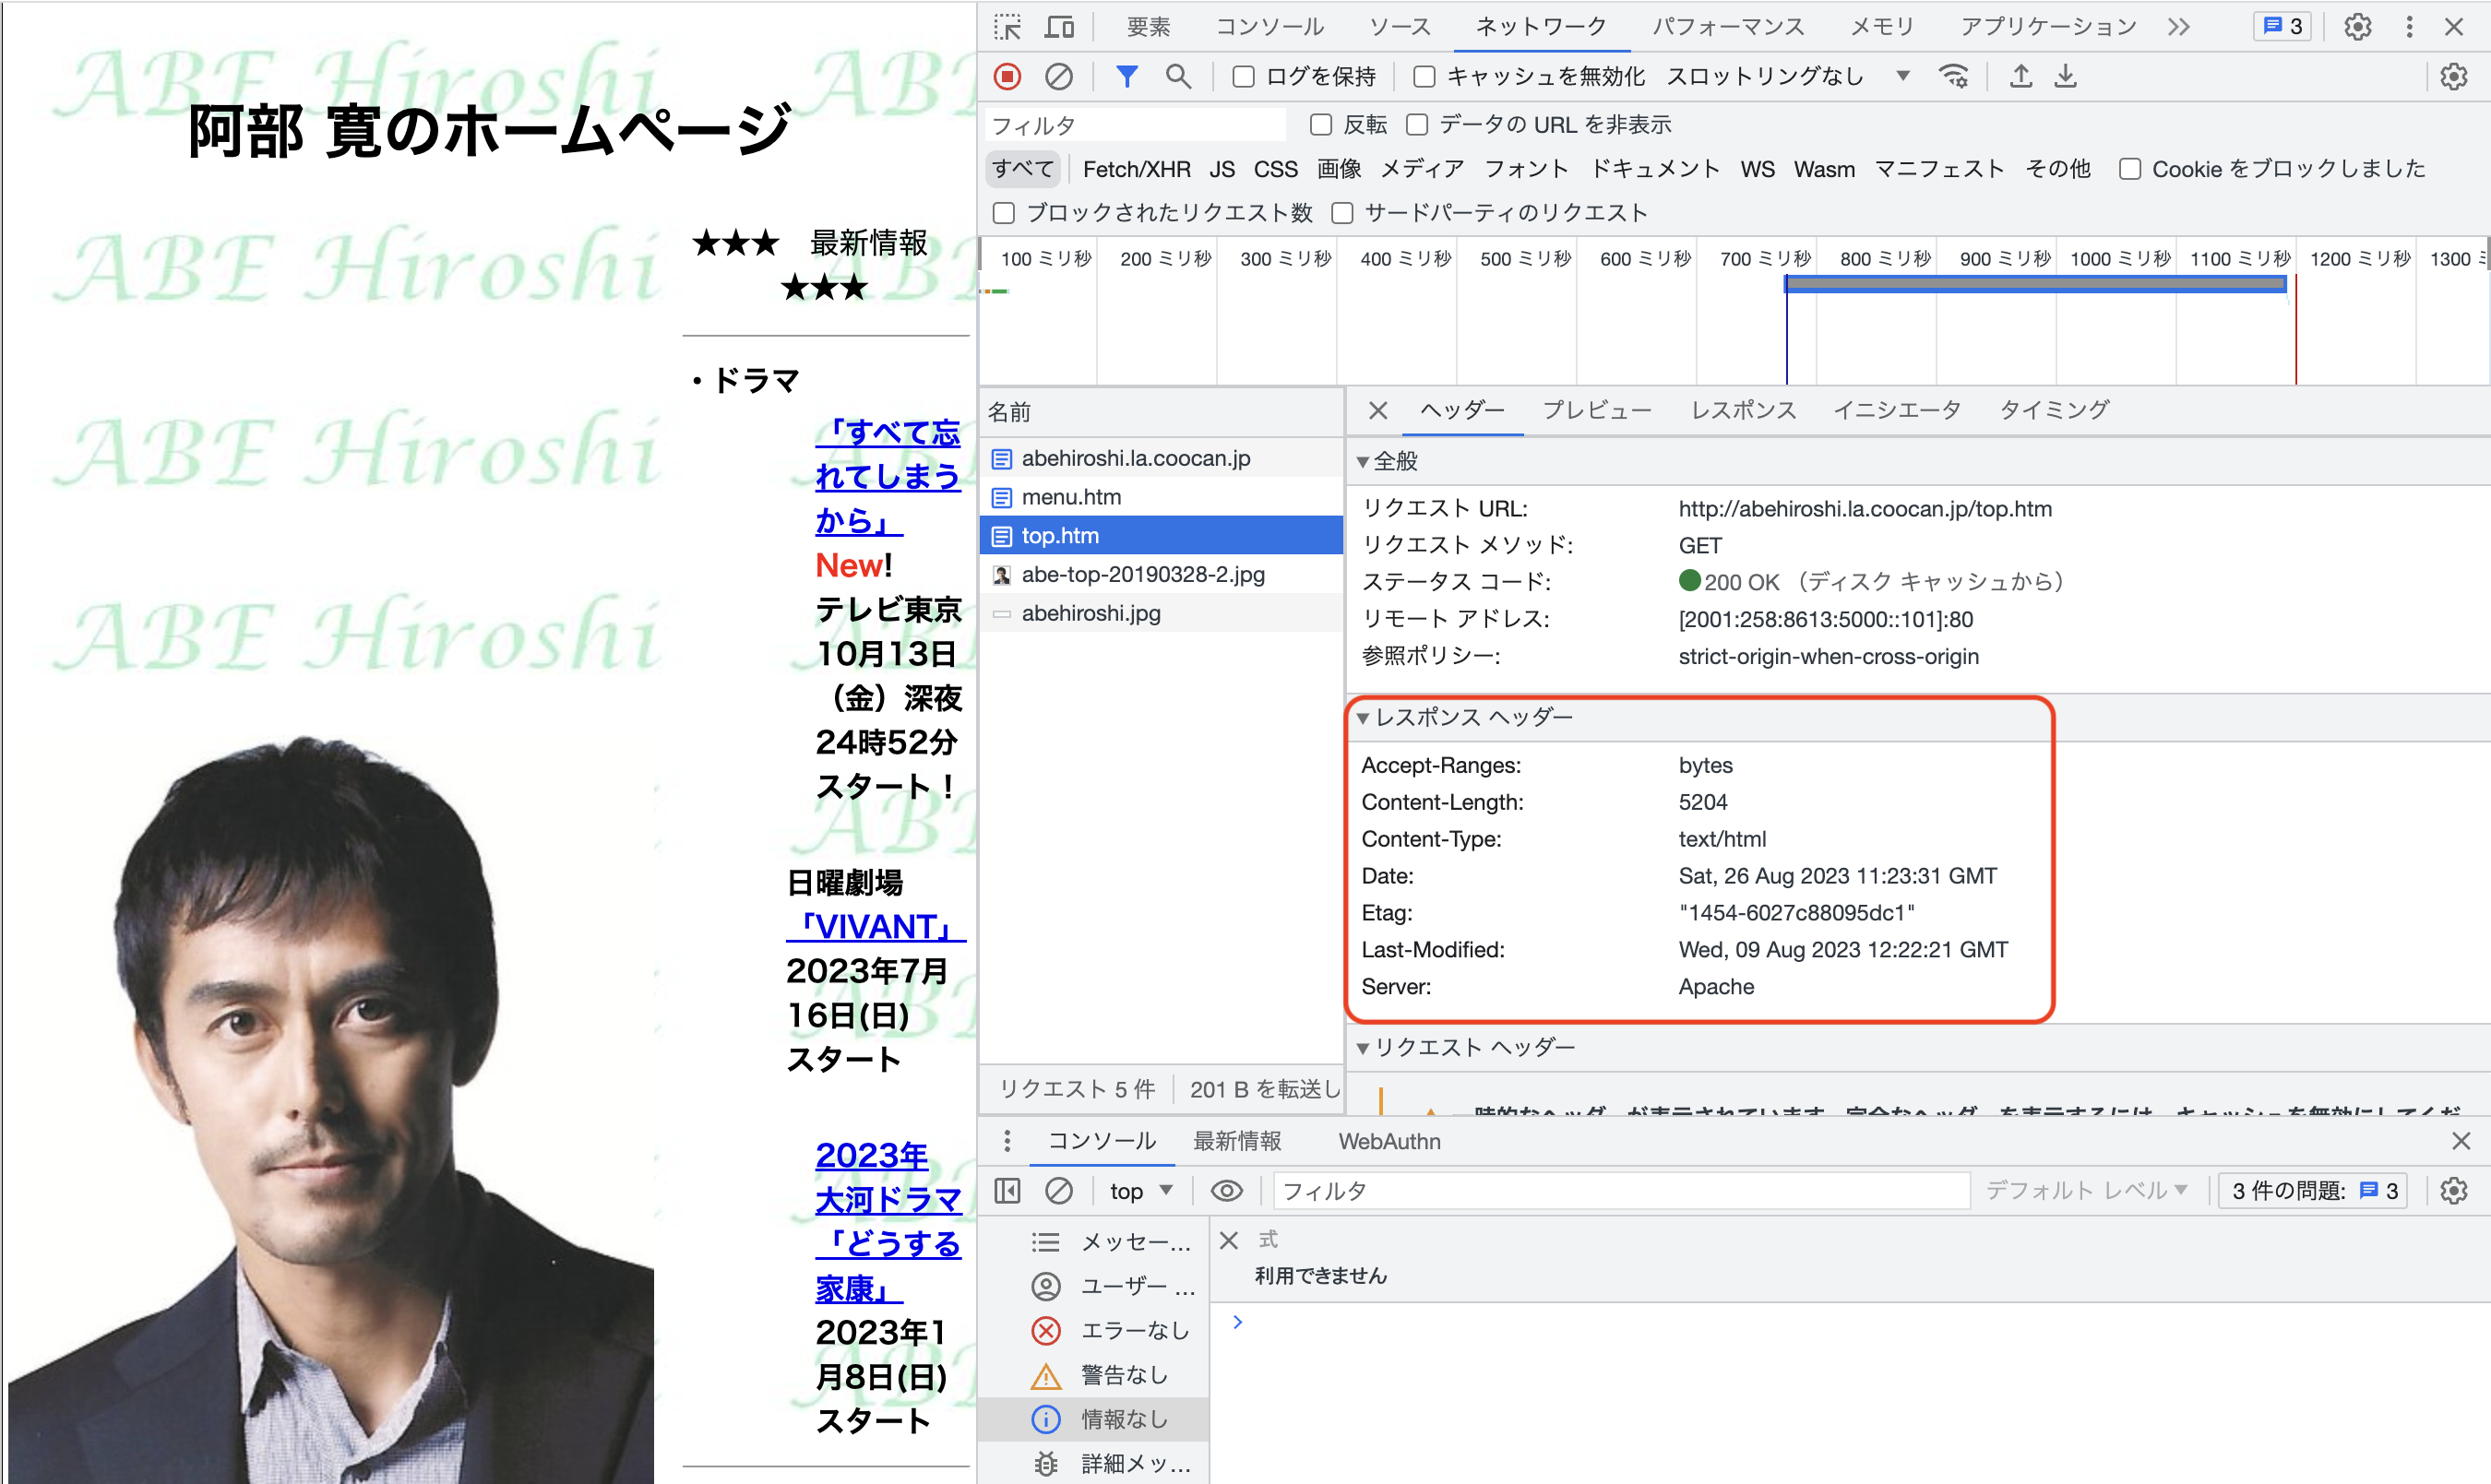 ABE Hiroshi ABE
阿部 寛のホームページ
ABE Hiroshi ABE
★★★ 最新情報
★★★
・ドラマ
ABE Hiroshi ABE
「すべて忘
れてしまう
から」
New!
テレビ東京
ABE Hiroshi ABE
10月13日
（金）深夜
24時52分
スタート！
ABE
日曜劇場
「VIVANT」
2023年7月
ABE
16日(日)
スタート
2023年
ABE
大河ドラマ
「どうする
家康」
2023年1
ABE
月8日(日)
スタート
要素 コンソール ソース ネットワーク パフォーマンス メモリ アプリケーション 3
ログを保持 キャッシュを無効化 スロットリングなし
フィルタ 反転 データの URL を非表示
すべて Fetch/XHR JS CSS 画像 メディア フォント ドキュメント WS Wasm マニフェスト その他 Cookie をブロックしました
ブロックされたリクエスト数 サードパーティのリクエスト
100 ミリ秒 200 ミリ秒 300 ミリ秒 400 ミリ秒 500 ミリ秒 600 ミリ秒 700 ミリ秒 800 ミリ秒 900 ミリ秒 1000 ミリ秒 1100 ミリ秒 1200 ミリ秒 1300
名前
abehiroshi.la.coocan.jp
menu.htm
top.htm
abe-top-20190328-2.jpg
abehiroshi.jpg
リクエスト 5 件 201 B を転送し
ヘッダー プレビュー レスポンス イニシエータ タイミング
全般
リクエスト URL: http://abehiroshi.la.coocan.jp/top.htm
リクエスト メソッド: GET
ステータス コード: 200 OK （ディスク キャッシュから）
リモート アドレス: [2001:258:8613:5000::101]:80
参照ポリシー: strict-origin-when-cross-origin
レスポンス ヘッダー
Accept-Ranges: bytes
Content-Length: 5204
Content-Type: text/html
Date: Sat, 26 Aug 2023 11:23:31 GMT
Etag: "1454-6027c88095dc1"
Last-Modified: Wed, 09 Aug 2023 12:22:21 GMT
Server: Apache
リクエスト ヘッダー
コンソール 最新情報 WebAuthn
top フィルタ デフォルト レベル 3 件の問題: 3
メッセー…
ユーザー …
エラーなし
警告なし
情報なし
詳細メッ…
式
利用できません